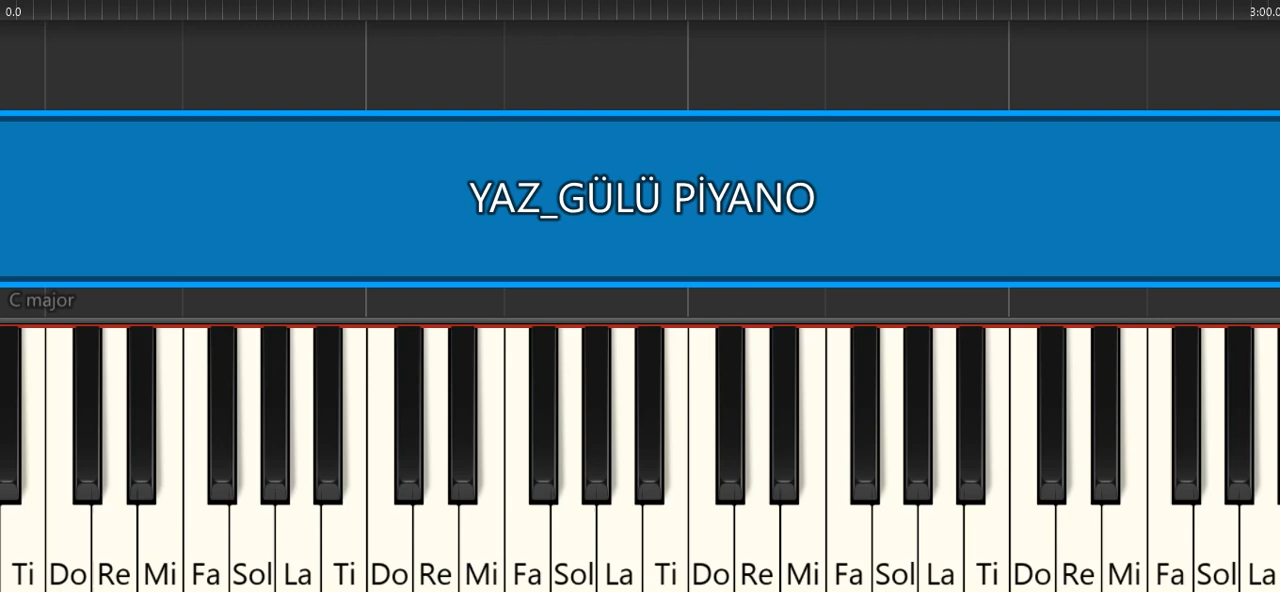 0.0 3:00.0
YAZ_GÜLÜ PİYANO
C major
Ti Do Re Mi Fa Sol La Ti Do Re Mi Fa Sol La Ti Do Re Mi Fa Sol La Ti Do Re Mi Fa Sol La